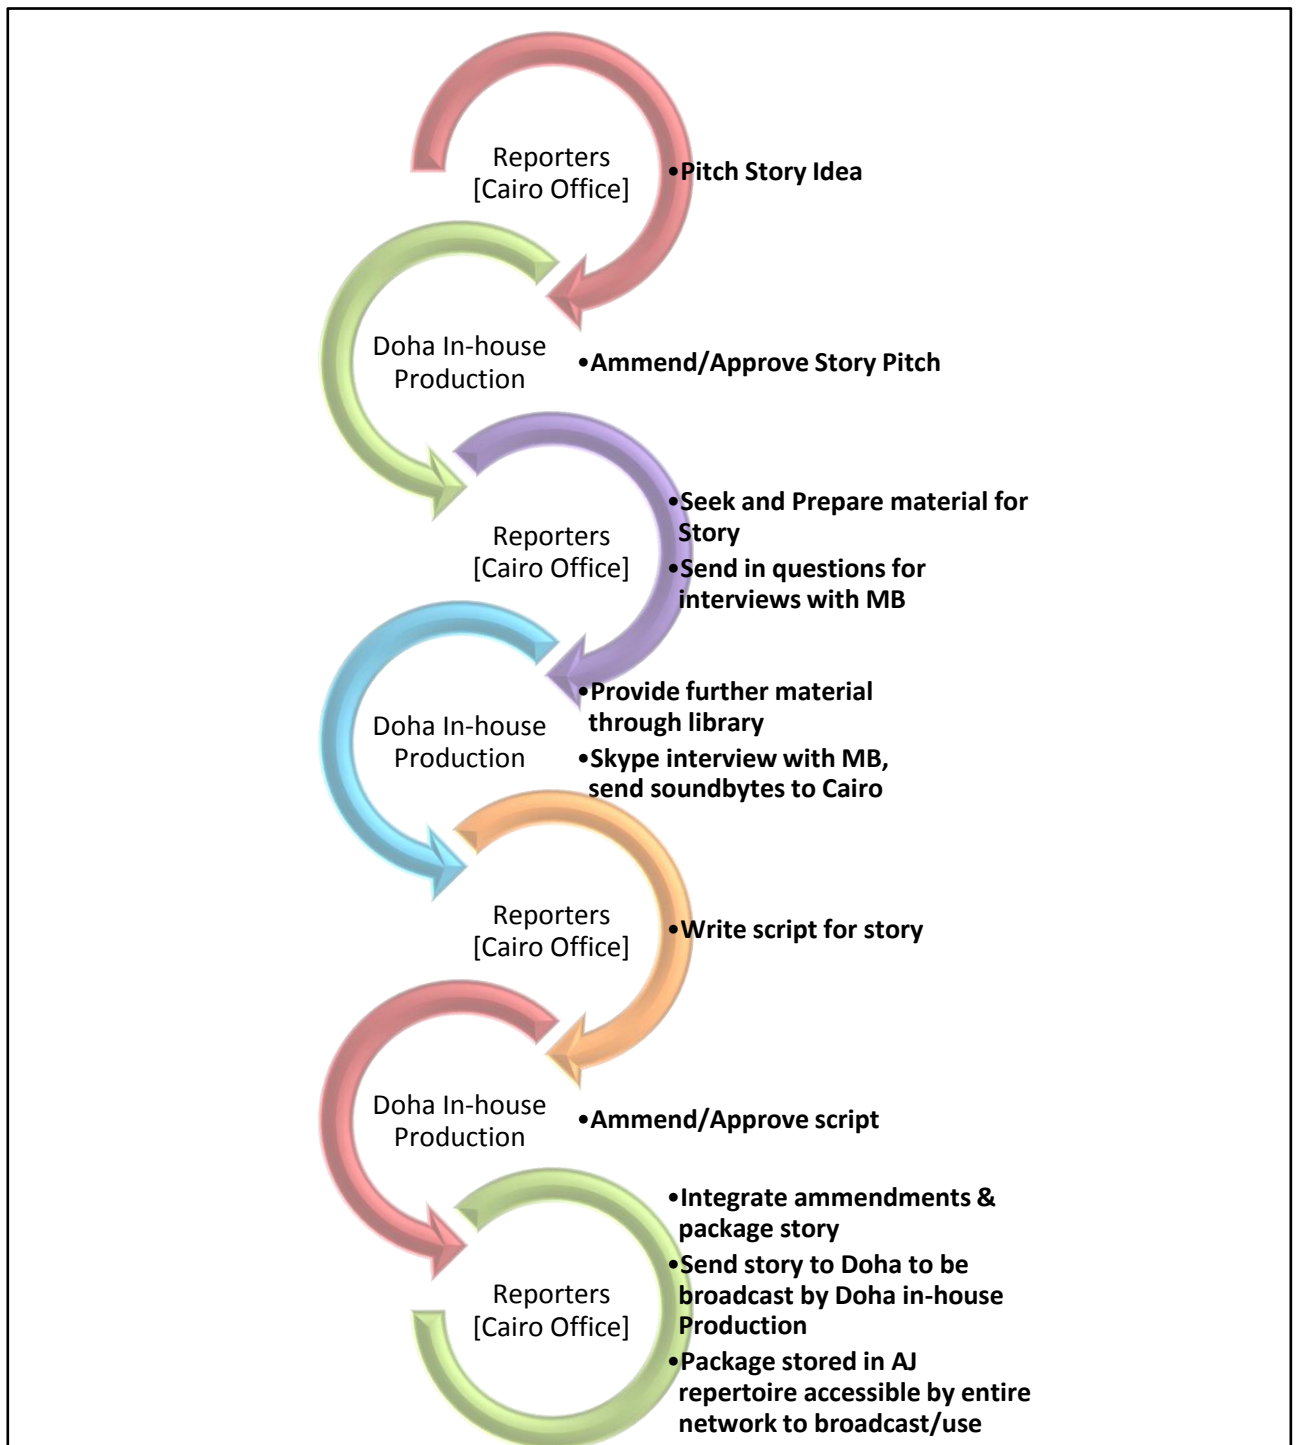 Reporters
[Cairo Office]
•Pitch Story Idea
Doha In-house
Production
•Ammend/Approve Story Pitch
Reporters
[Cairo Office]
•Seek and Prepare material for
Story
•Send in questions for
interviews with MB
Doha In-house
Production
•Provide further material
through library
•Skype interview with MB,
send soundbytes to Cairo
Reporters
[Cairo Office]
•Write script for story
Doha In-house
Production
•Ammend/Approve script
Reporters
[Cairo Office]
•Integrate ammendments &
package story
•Send story to Doha to be
broadcast by Doha in-house
Production
•Package stored in AJ
repertoire accessible by entire
network to broadcast/use